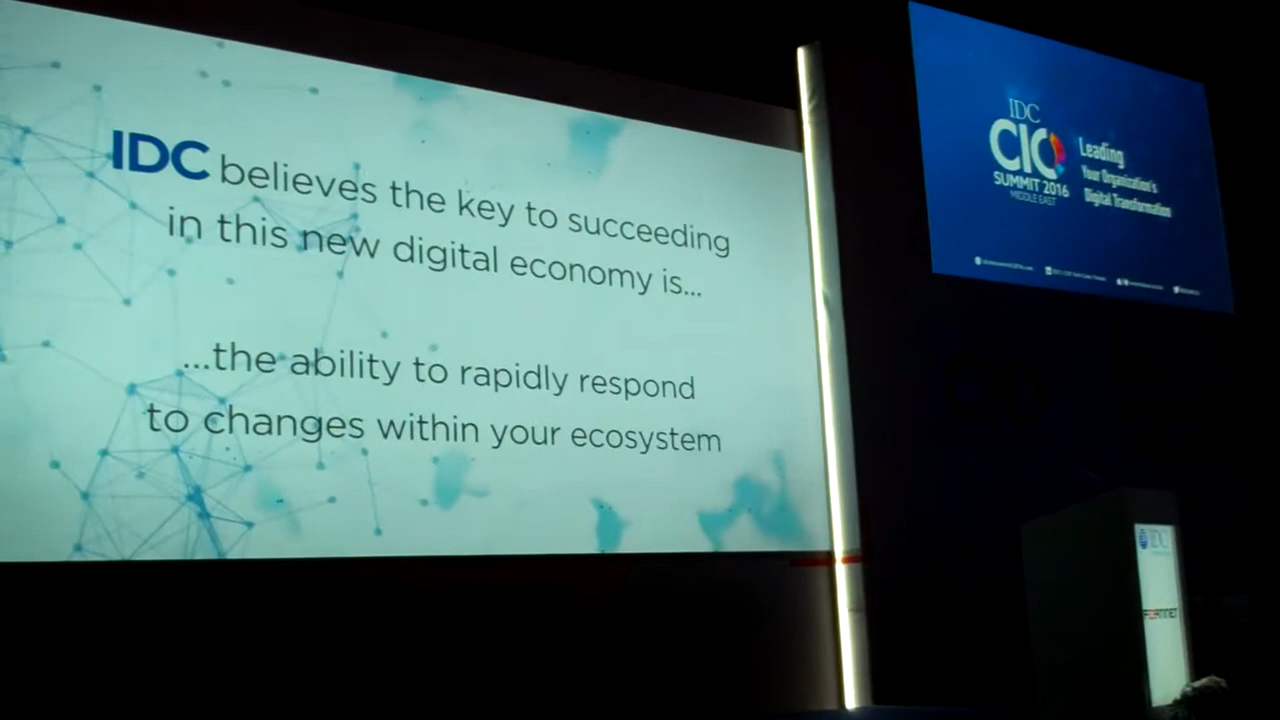 IDC believes the key to succeeding
in this new digital economy is...
...the ability to rapidly respond
to changes within your ecosystem
IDC
CIO
SUMMIT 2016
MIDDLE EAST
Leading
Your Organization's
Digital Transformation
IDC
FORTINET